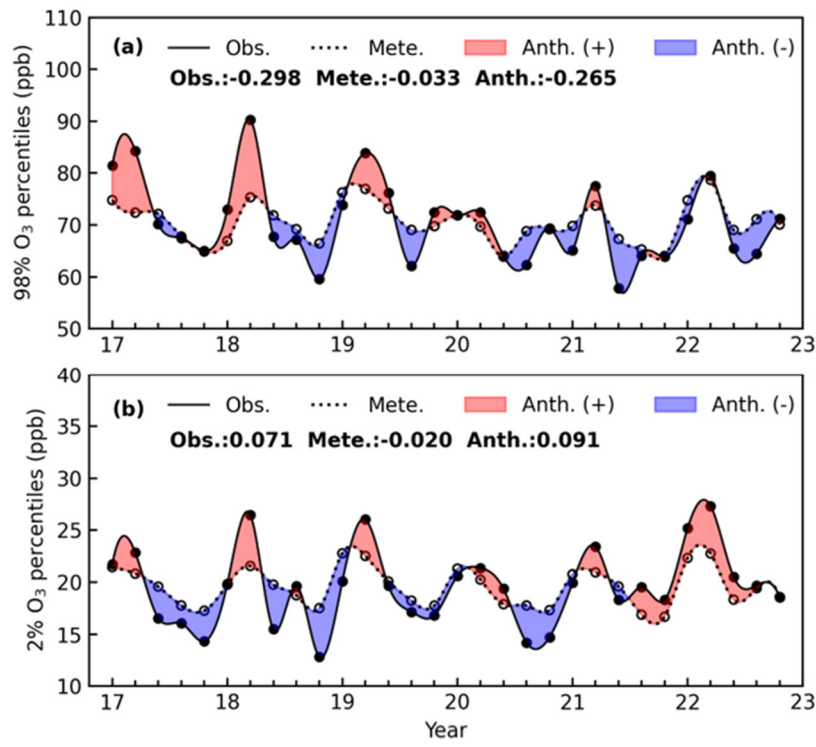 110
100
90
80
70
60
50
98% O3 percentiles (ppb)
(a) Obs. Mete. Anth. (+) Anth. (-)
Obs.:-0.298 Mete.:-0.033 Anth.:-0.265
17 18 19 20 21 22 23
40
35
30
25
20
15
10
2% O3 percentiles (ppb)
(b) Obs. Mete. Anth. (+) Anth. (-)
Obs.:0.071 Mete.:-0.020 Anth.:0.091
17 18 19 20 21 22 23
Year